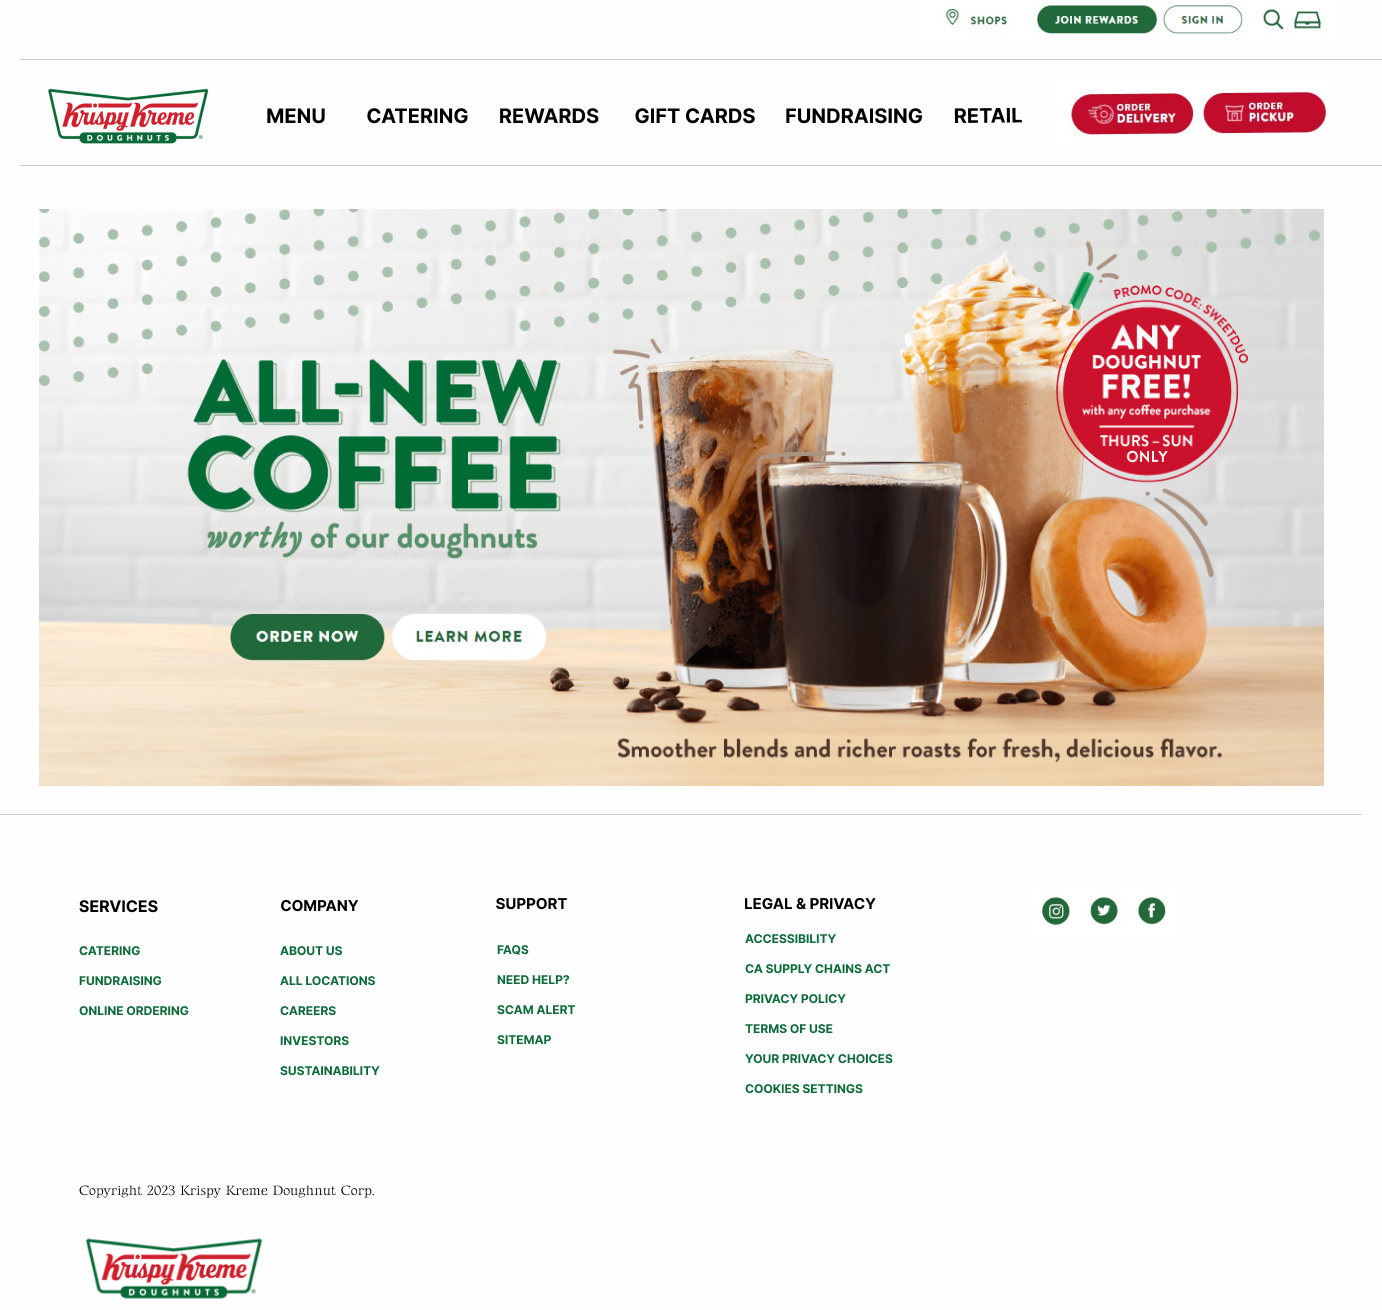 SHOPS
JOIN REWARDS
SIGN IN
Krispy Kreme
DOUGHNUTS
MENU
CATERING
REWARDS
GIFT CARDS
FUNDRAISING
RETAIL
ORDER
DELIVERY
ORDER
PICKUP
PROMO CODE: SWEETDUO
ANY
DOUGHNUT
FREE!
with any coffee purchase
THURS – SUN
ONLY
ALL-NEW
COFFEE
worthy of our doughnuts
ORDER NOW
LEARN MORE
Smoother blends and richer roasts for fresh, delicious flavor.
SERVICES
CATERING
FUNDRAISING
ONLINE ORDERING
COMPANY
ABOUT US
ALL LOCATIONS
CAREERS
INVESTORS
SUSTAINABILITY
SUPPORT
FAQS
NEED HELP?
SCAM ALERT
SITEMAP
LEGAL & PRIVACY
ACCESSIBILITY
CA SUPPLY CHAINS ACT
PRIVACY POLICY
TERMS OF USE
YOUR PRIVACY CHOICES
COOKIES SETTINGS
Copyright 2023 Krispy Kreme Doughnut Corp.
Krispy Kreme
DOUGHNUTS